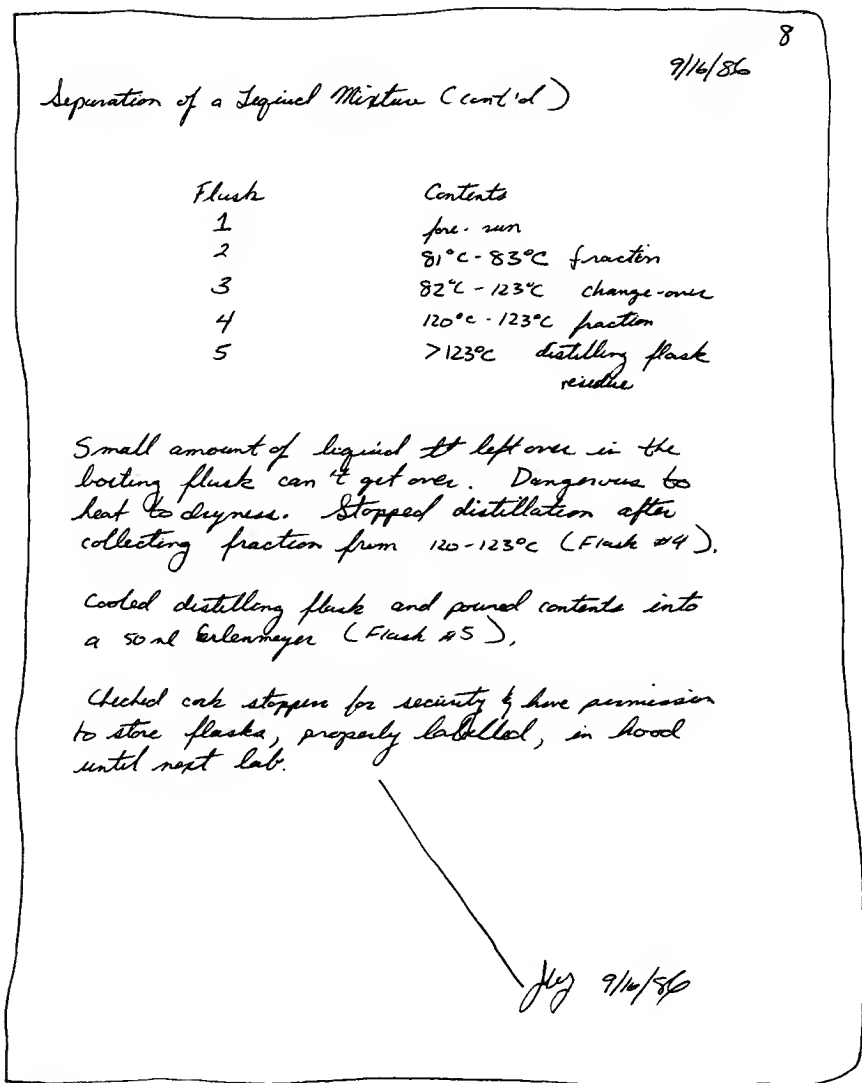 8
9/16/86
Separation of a Liquid Mixture (cont'd)
Flask Contents
1 fore-run
2 81°C-83°C fraction
3 82°C-123°C change-over
4 120°C-123°C fraction
5 >123°C distilling flask
residue
Small amount of liquid left over in the
boiling flask can't get over. Dangerous to
heat to dryness. Stopped distillation after
collecting fraction from 120-123°C (Flask #4).
Cooled distilling flask and poured contents into
a 50 ml Erlenmeyer (Flask #5).
Checked cork stoppers for security & have permission
to store flasks, properly labelled, in hood
until next lab.
9/16/86